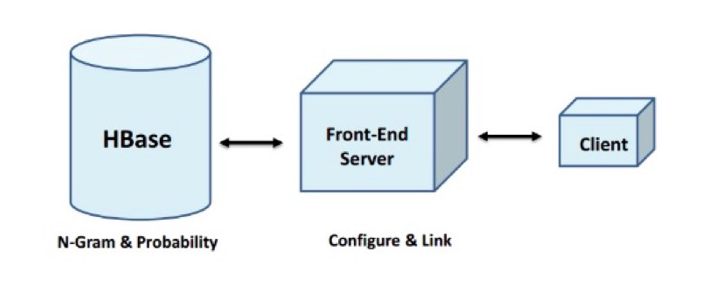 HBase
Front-End
Server
Client
N-Gram & Probability
Configure & Link